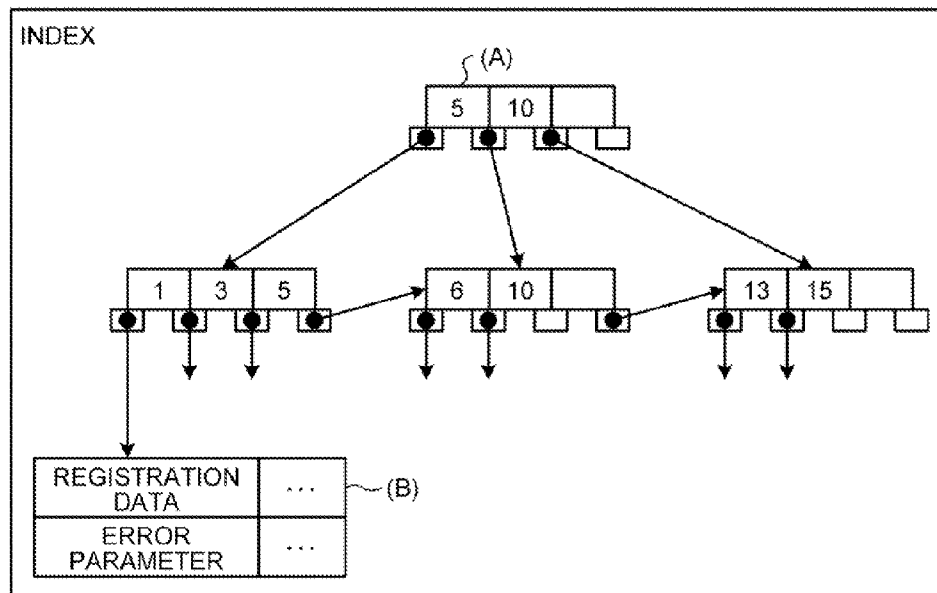 INDEX
(A)
5 10
1 3 5 6 10 13 15
REGISTRATION
DATA
...
(B)
ERROR
PARAMETER
...